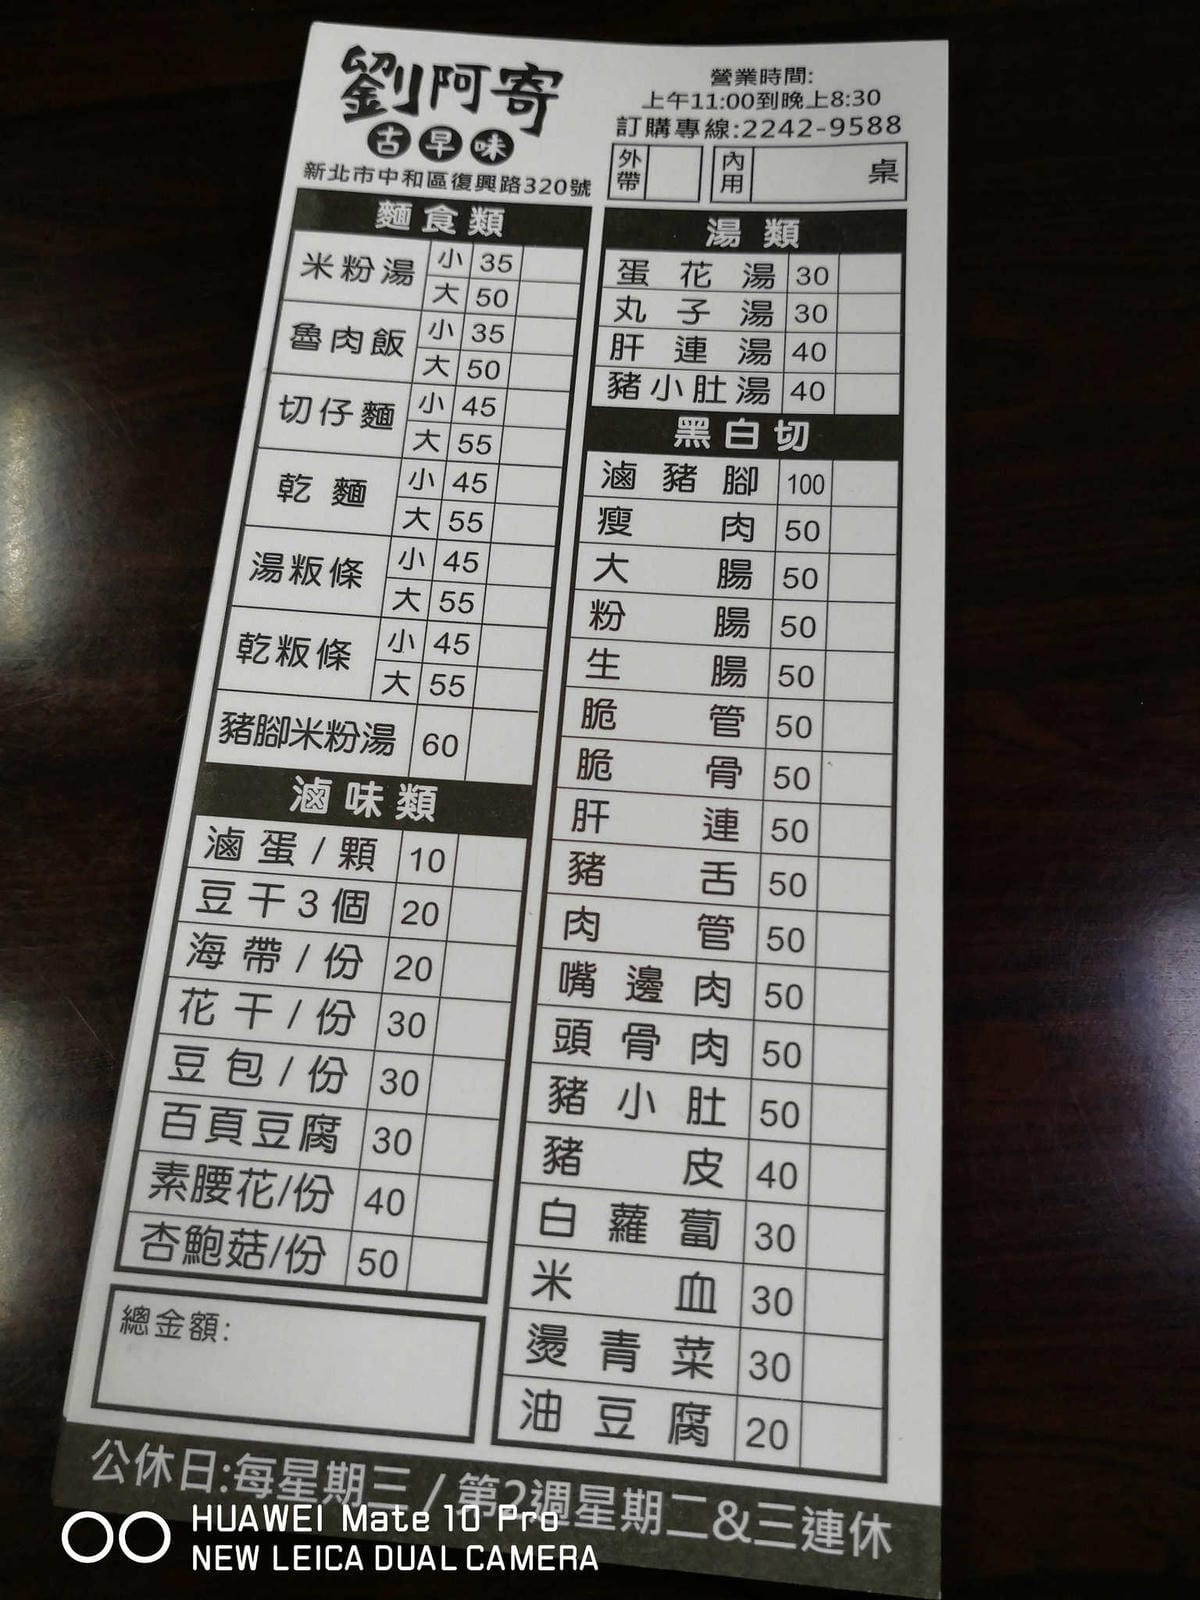 劉阿寄
古早味
新北市中和區復興路320號
營業時間:
上午11:00到晚上8:30
訂購專線:2242-9588
外帶 內用 桌
麵食類
米粉湯 小 35
大 50
魯肉飯 小 35
大 50
切仔麵 小 45
大 55
乾麵 小 45
大 55
湯粄條 小 45
大 55
乾粄條 小 45
大 55
豬腳米粉湯 60
滷味類
滷蛋/顆 10
豆干3個 20
海帶/份 20
花干/份 30
豆包/份 30
百頁豆腐 30
素腰花/份 40
杏鮑菇/份 50
總金額:
湯類
蛋花湯 30
丸子湯 30
肝連湯 40
豬小肚湯 40
黑白切
滷豬腳 100
瘦肉 50
大腸 50
粉腸 50
生腸 50
脆管 50
脆骨 50
肝連 50
豬舌 50
肉管 50
嘴邊肉 50
頭骨肉 50
豬小肚 50
豬皮 40
白蘿蔔 30
米血 30
燙青菜 30
油豆腐 20
公休日:每星期三 / 第2週星期二&三連休
HUAWEI Mate 10 Pro
NEW LEICA DUAL CAMERA